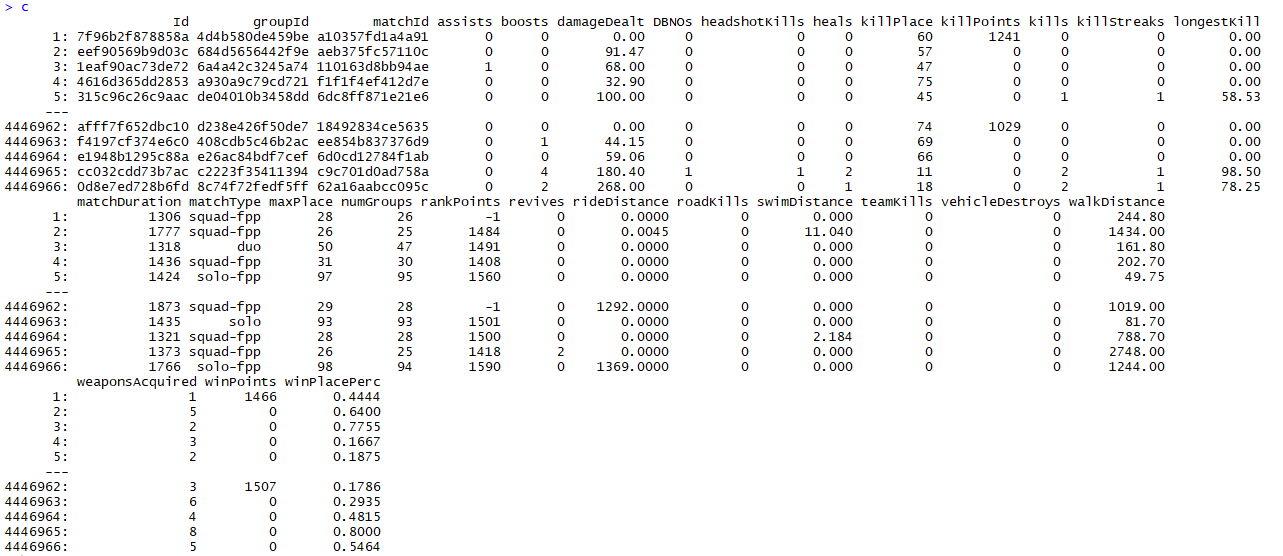 > c
Id groupId matchId assists boosts damageDealt DBNOs headshotKills heals killPlace killPoints kills killStreaks longestKill
1: 7f96b2f878858a 4d4b580de459be a10357fd1a4a91 0 0 0.00 0 0 0 60 1241 0 0 0.00
2: eef90569b9d03c 684d5656442f9e aeb375fc57110c 0 0 91.47 0 0 0 57 0 0 0 0.00
3: 1eaf90ac73de72 6a4a42c3245a74 110163d8bb94ae 1 0 68.00 0 0 0 47 0 0 0 0.00
4: 4616d365dd2853 a930a9c79cd721 f1f1f4ef412d7e 0 0 32.90 0 0 0 75 0 0 0 0.00
5: 315c96c26c9aac de04010b3458dd 6dc8ff871e21e6 0 0 100.00 0 0 0 45 0 1 1 58.53
---
4446962: afff7f652dbc10 d238e426f50de7 18492834ce5635 0 0 0.00 0 0 0 74 1029 0 0 0.00
4446963: f4197cf374e6c0 408cdb5c46b2ac ee854b837376d9 0 1 44.15 0 0 0 69 0 0 0 0.00
4446964: e1948b1295c88a e26ac84bdf7cef 6d0cd12784f1ab 0 0 59.06 0 0 0 66 0 0 0 0.00
4446965: cc032cdd73b7ac c2223f35411394 c9c701d0ad758a 0 4 180.40 1 1 2 11 0 2 1 98.50
4446966: 0d8e7ed728b6fd 8c74f72fedf5ff 62a16aabcc095c 0 2 268.00 0 0 1 18 0 2 1 78.25
matchDuration matchType maxPlace numGroups rankPoints revives rideDistance roadKills swimDistance teamKills vehicleDestroys walkDistance
1: 1306 squad-fpp 28 26 -1 0 0.0000 0 0.000 0 0 244.80
2: 1777 squad-fpp 26 25 1484 0 0.0045 0 11.040 0 0 1434.00
3: 1318 duo 50 47 1491 0 0.0000 0 0.000 0 0 161.80
4: 1436 squad-fpp 31 30 1408 0 0.0000 0 0.000 0 0 202.70
5: 1424 solo-fpp 97 95 1560 0 0.0000 0 0.000 0 0 49.75
---
4446962: 1873 squad-fpp 29 28 -1 0 1292.0000 0 0.000 0 0 1019.00
4446963: 1435 solo 93 93 1501 0 0.0000 0 0.000 0 0 81.70
4446964: 1321 squad-fpp 28 28 1500 0 0.0000 0 2.184 0 0 788.70
4446965: 1373 squad-fpp 26 25 1418 2 0.0000 0 0.000 0 0 2748.00
4446966: 1766 solo-fpp 98 94 1590 0 1369.0000 0 0.000 0 0 1244.00
weaponsAcquired winPoints winPlacePerc
1: 1 1466 0.4444
2: 5 0 0.6400
3: 2 0 0.7755
4: 3 0 0.1667
5: 2 0 0.1875
---
4446962: 3 1507 0.1786
4446963: 6 0 0.2935
4446964: 4 0 0.4815
4446965: 8 0 0.8000
4446966: 5 0 0.5464